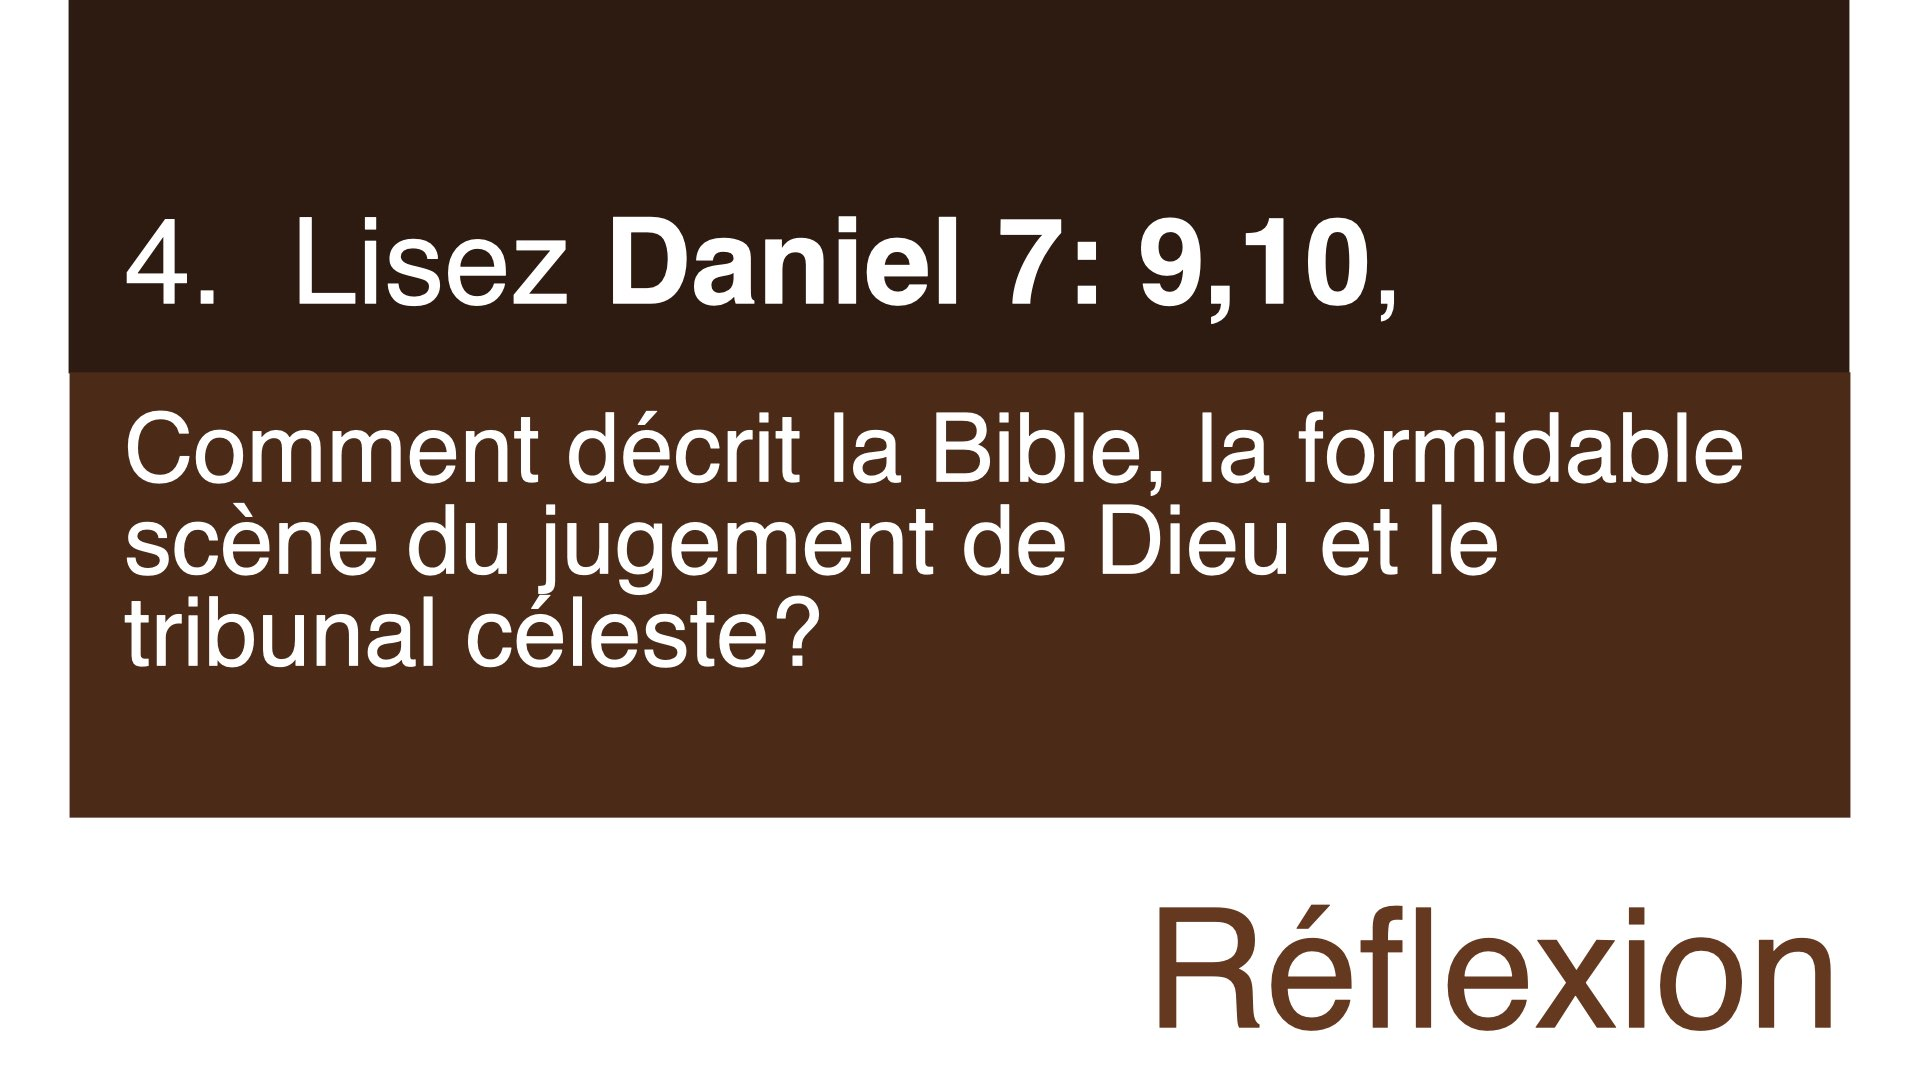 4. Lisez Daniel 7: 9,10,
Comment décrit la Bible, la formidable
scène du jugement de Dieu et le
tribunal céleste?
Réflexion